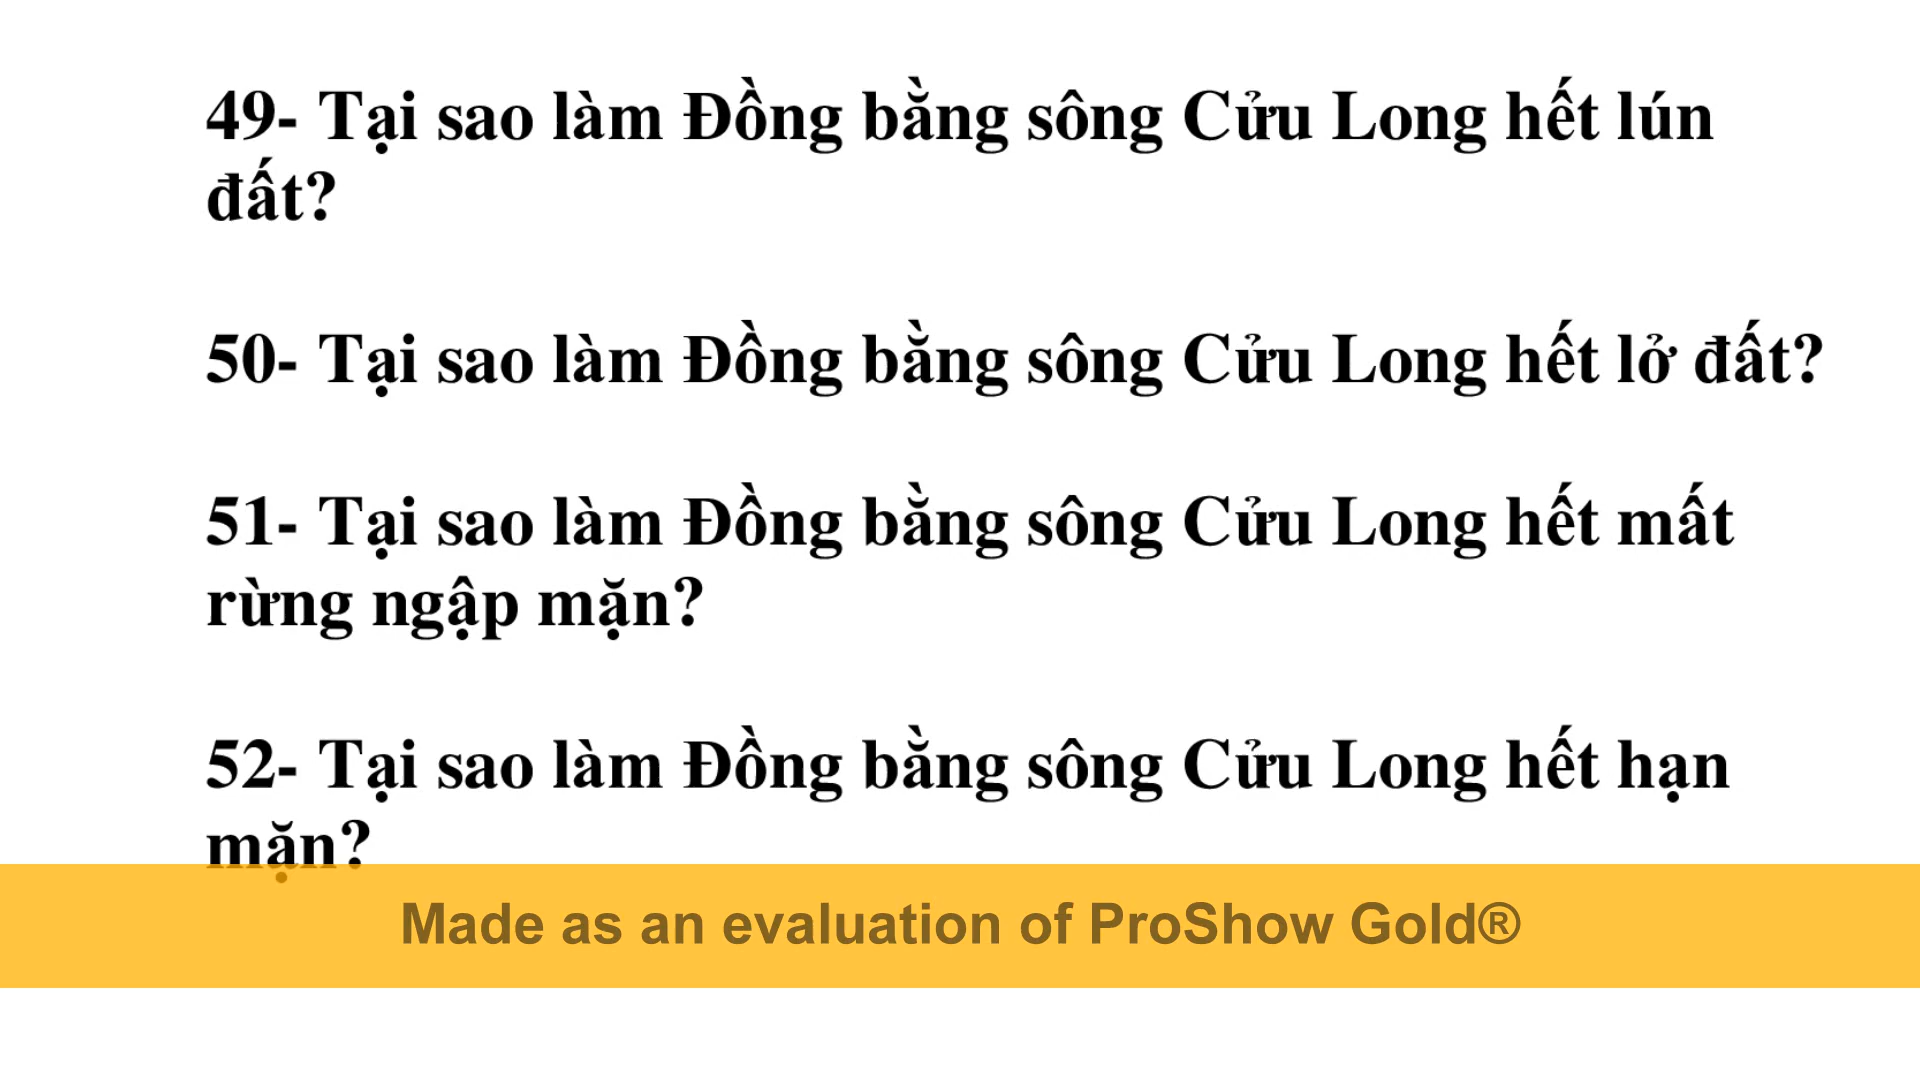 49- Tại sao làm Đồng bằng sông Cửu Long hết lún
đất?
50- Tại sao làm Đồng bằng sông Cửu Long hết lở đất?
51- Tại sao làm Đồng bằng sông Cửu Long hết mất
rừng ngập mặn?
52- Tại sao làm Đồng bằng sông Cửu Long hết hạn
mặn?
Made as an evaluation of ProShow Gold®